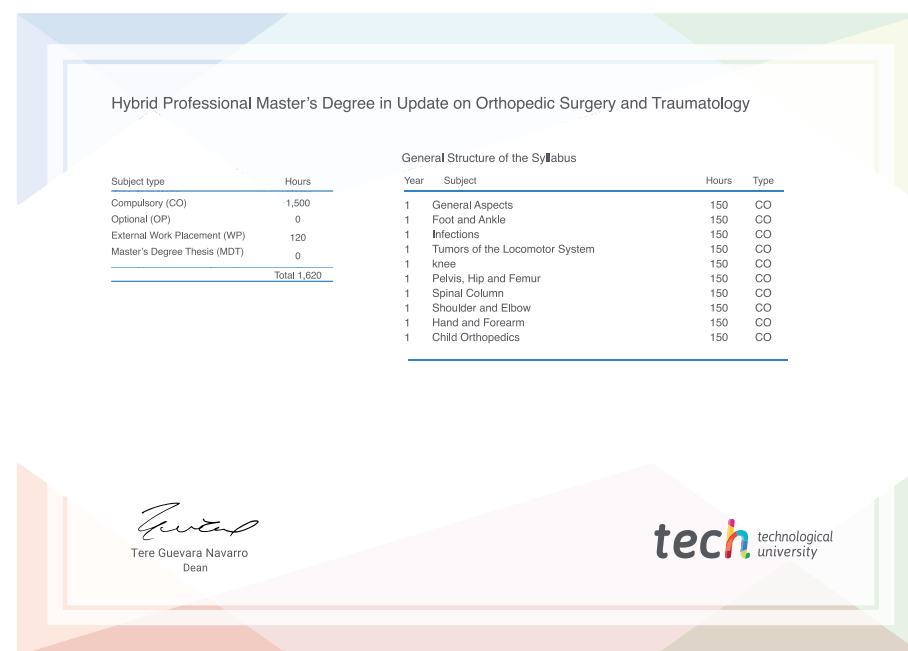 Hybrid Professional Master's Degree in Update on Orthopedic Surgery and Traumatology
Subject type Hours
Compulsory (CO) 1,500
Optional (OP) 0
External Work Placement (WP) 120
Master's Degree Thesis (MDT) 0
Total 1,620
General Structure of the Syllabus
Year Subject Hours Type
1 General Aspects 150 CO
1 Foot and Ankle 150 CO
1 Infections 150 CO
1 Tumors of the Locomotor System 150 CO
1 knee 150 CO
1 Pelvis, Hip and Femur 150 CO
1 Spinal Column 150 CO
1 Shoulder and Elbow 150 CO
1 Hand and Forearm 150 CO
1 Child Orthopedics 150 CO
Tere Guevara Navarro
Dean
tech technological
university